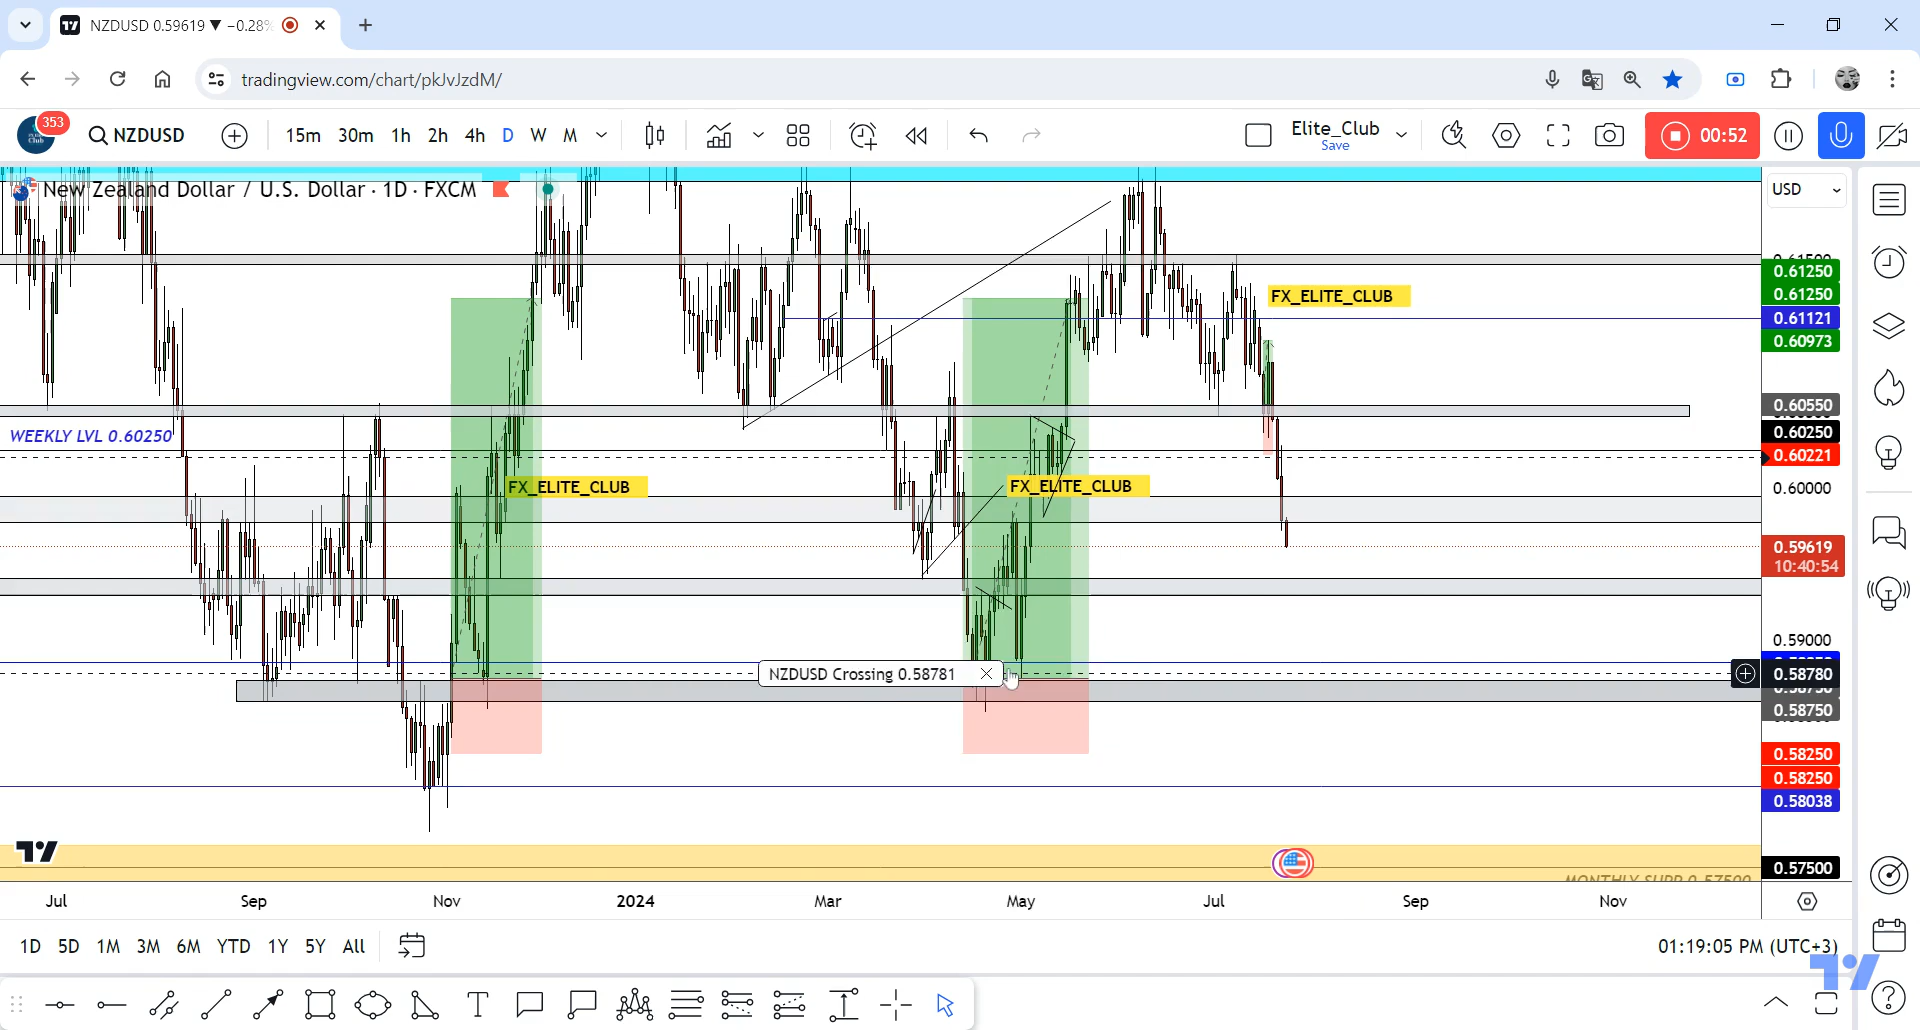 NZDUSD 0.59619 ▼ −0.28%
tradingview.com/chart/pkJvJzdM/
353
NZDUSD
15m 30m 1h 2h 4h D W M
Elite_Club
Save
00:52
New Zealand Dollar / U.S. Dollar · 1D · FXCM
USD
0.61250
FX_ELITE_CLUB
0.61250
0.61121
0.60973
0.60550
WEEKLY LVL 0.60250
0.60250
0.60221
FX_ELITE_CLUB
FX_ELITE_CLUB
0.60000
0.59619
10:40:54
0.59000
NZDUSD Crossing 0.58781
0.58780
0.58750
0.58250
0.58250
0.58038
0.57500
MONTHLY SUPP 0.57500
Jul Sep Nov 2024 Mar May Jul Sep Nov
1D 5D 1M 3M 6M YTD 1Y 5Y All
01:19:05 PM (UTC+3)